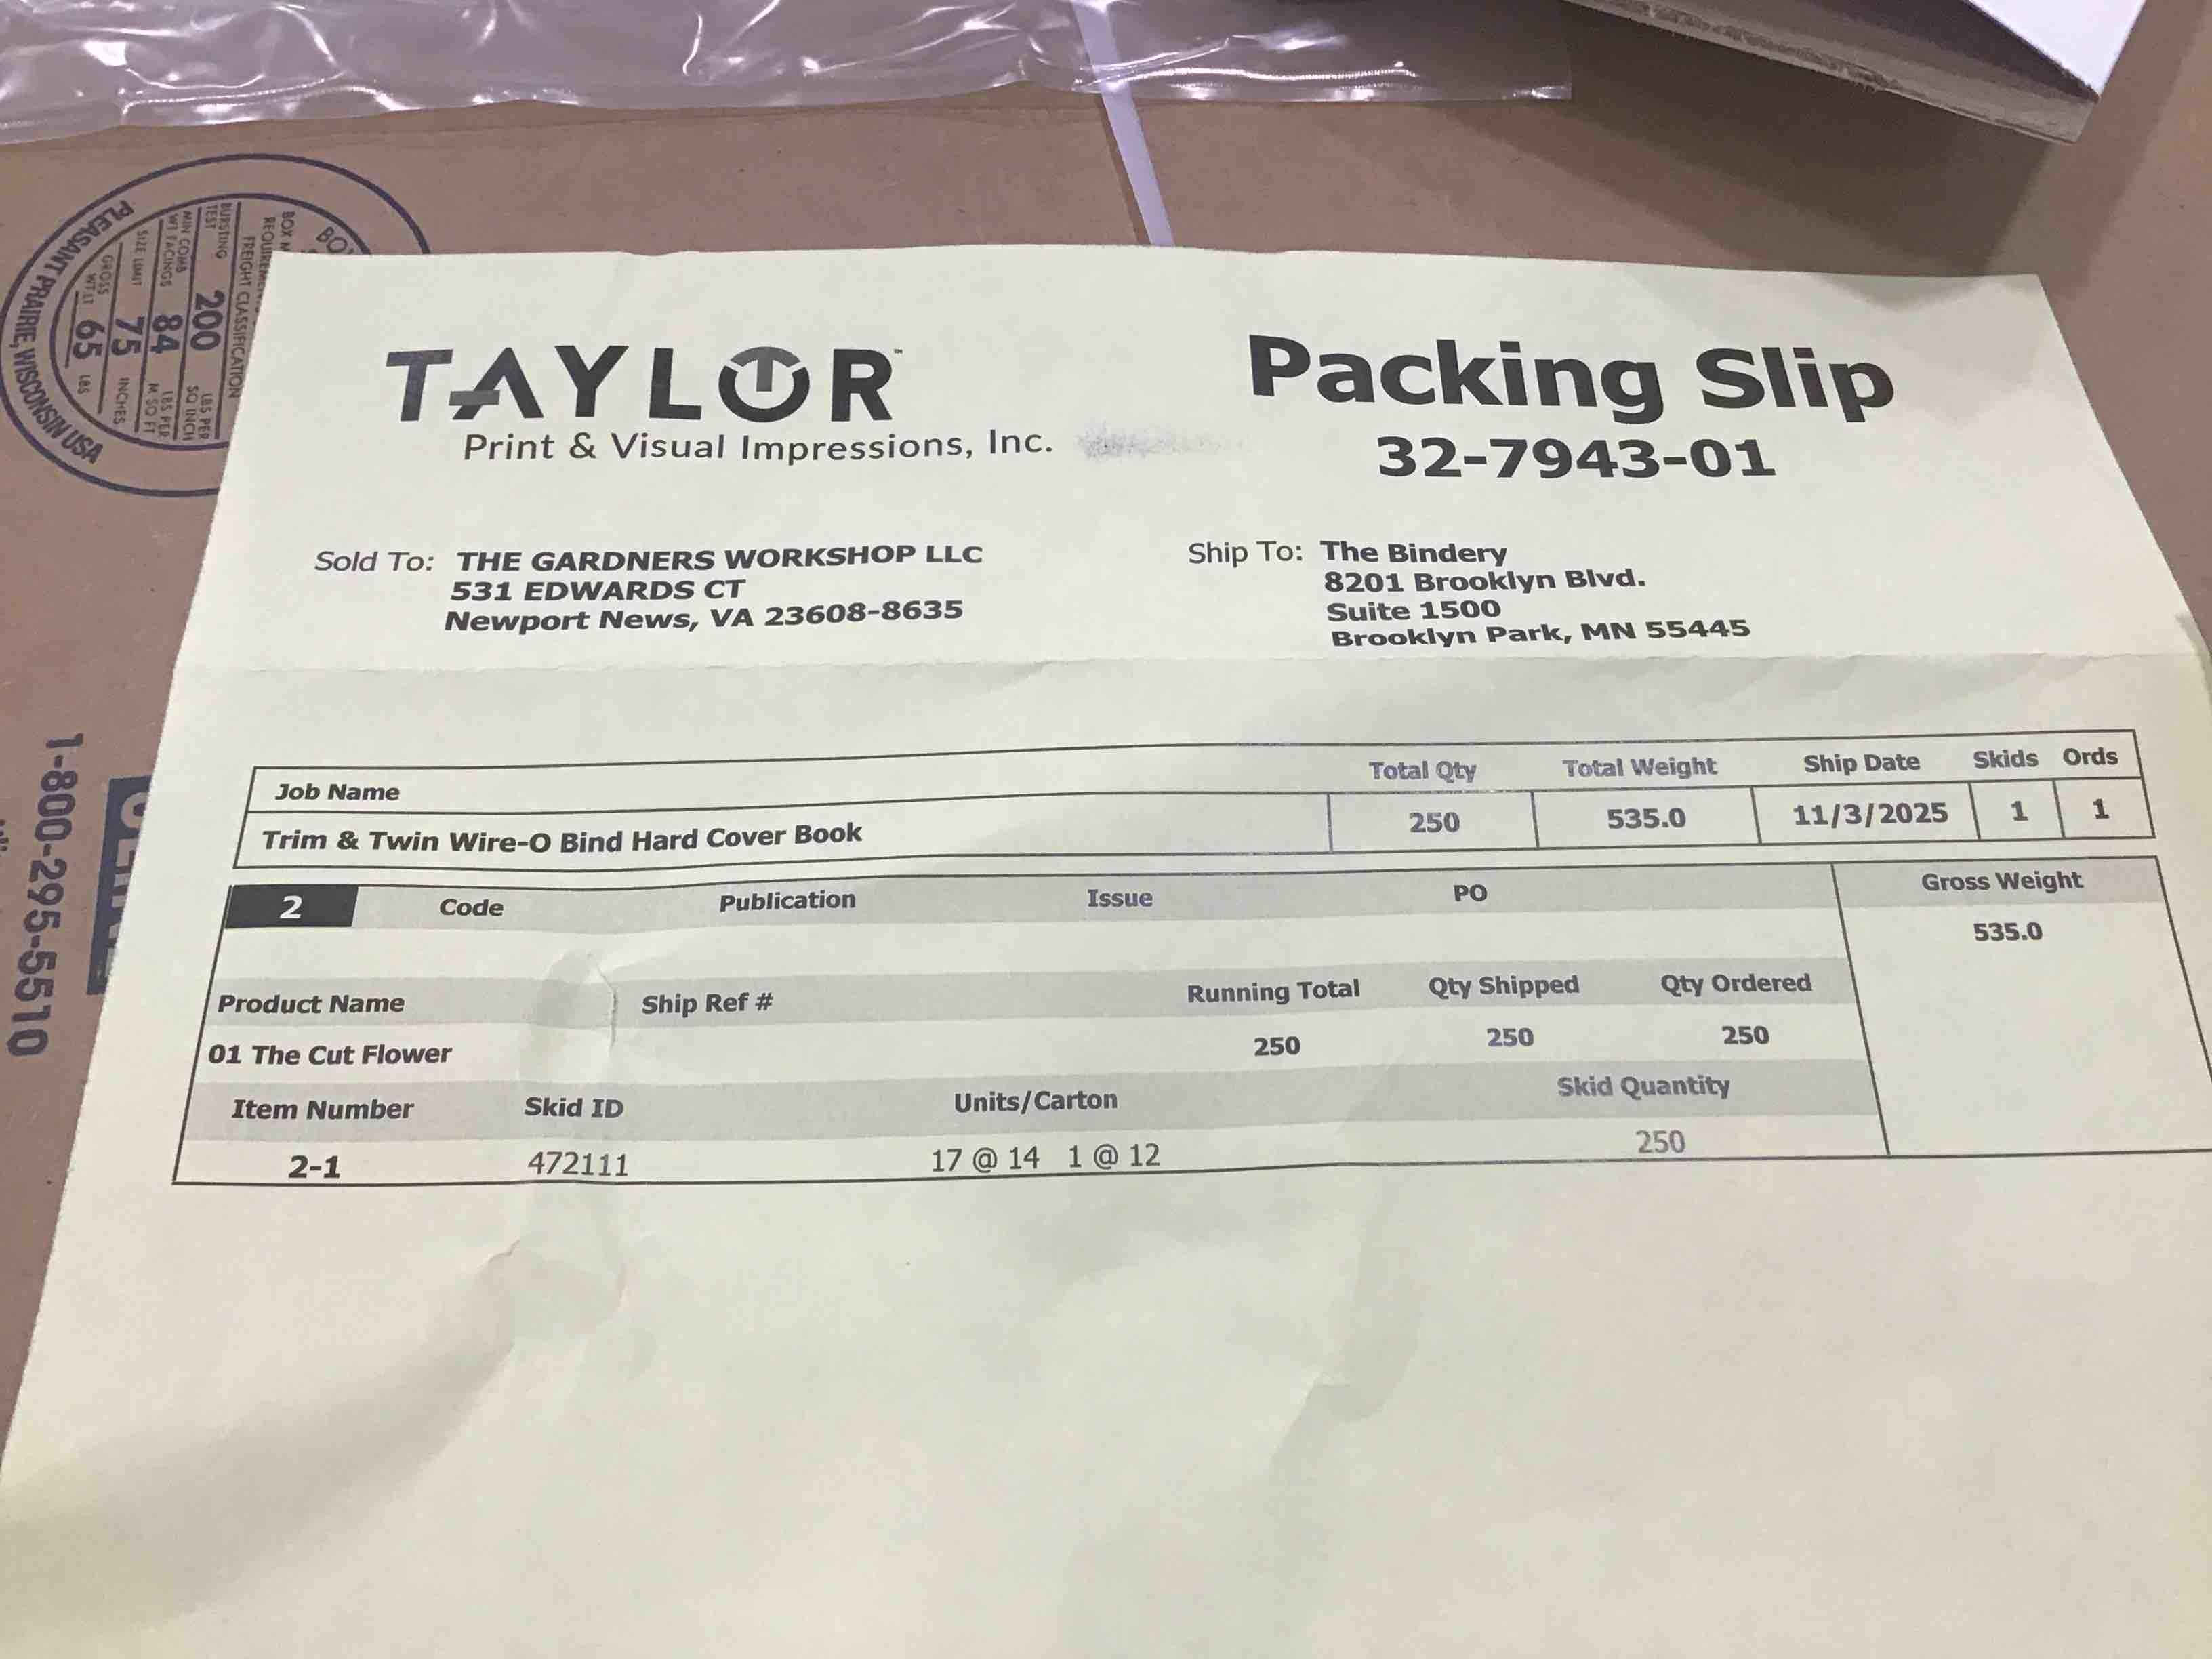 TAYLOR™
Print & Visual Impressions, Inc.
Packing Slip
32-7943-01
Sold To: THE GARDNERS WORKSHOP LLC
531 EDWARDS CT
Newport News, VA 23608-8635
Ship To: The Bindery
8201 Brooklyn Blvd.
Suite 1500
Brooklyn Park, MN 55445
Job Name Total Qty Total Weight Ship Date Skids Ords
Trim & Twin Wire-O Bind Hard Cover Book 250 535.0 11/3/2025 1 1
2 Code Publication Issue PO Gross Weight
535.0
Product Name Ship Ref # Running Total Qty Shipped Qty Ordered
01 The Cut Flower 250 250 250
Item Number Skid ID Units/Carton Skid Quantity
2-1 472111 17 @ 14 1 @ 12 250
FREIGHT CLASSIFICATION
BURSTING TEST 200 LBS PER SQ INCH
MIN COMB WT FACINGS 84 LBS PER M SQ FT
SIZE LIMIT 75 INCHES
GROSS WT LT 65 LBS
PLEASANT PRAIRIE, WISCONSIN USA
1-800-295-5510